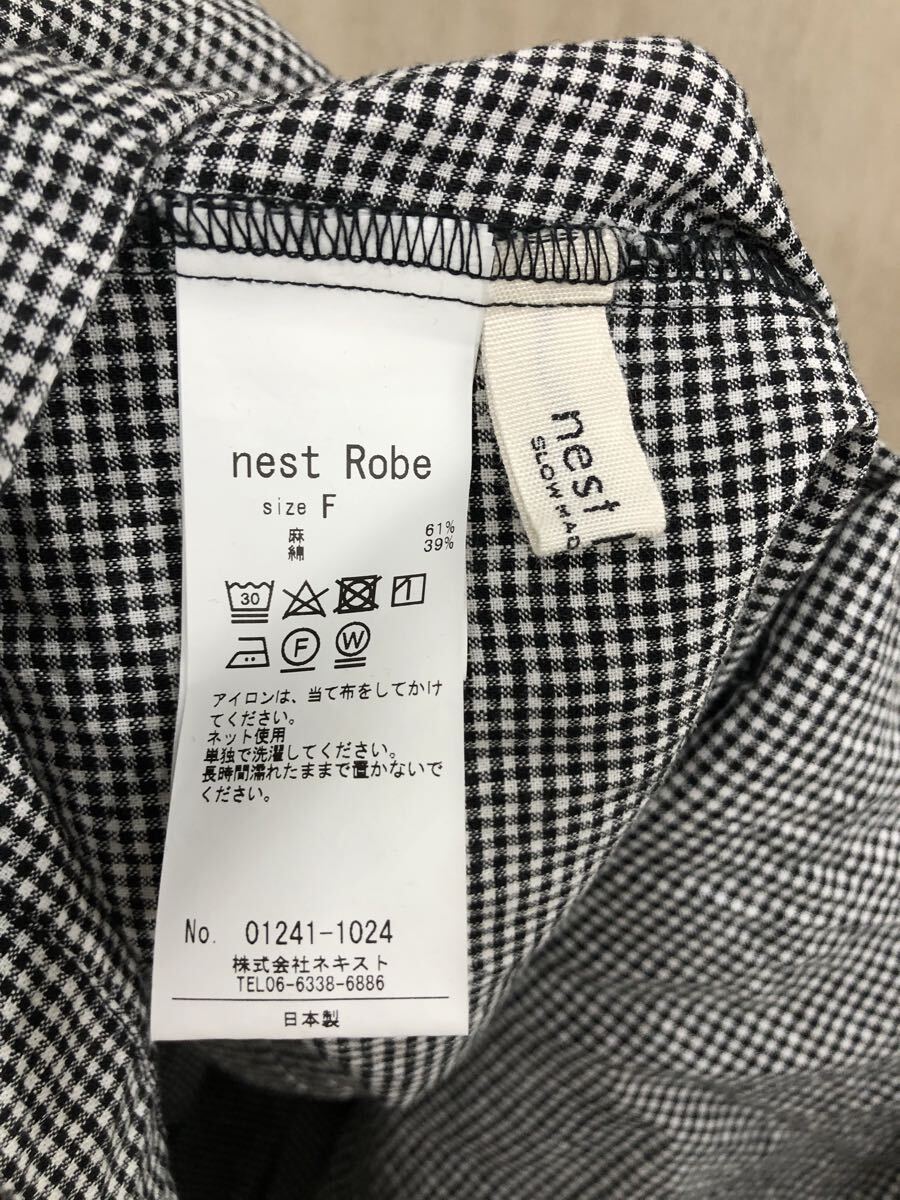 nest Robe
size F
麻 61%
綿 39%
30
F W
アイロンは、当て布をしてかけ
てください。
ネット使用
単独で洗濯してください。
長時間濡れたままで置かないで
ください。
No. 01241-1024
株式会社ネキスト
TEL06-6338-6886
日本製
nest
SLOW MAD